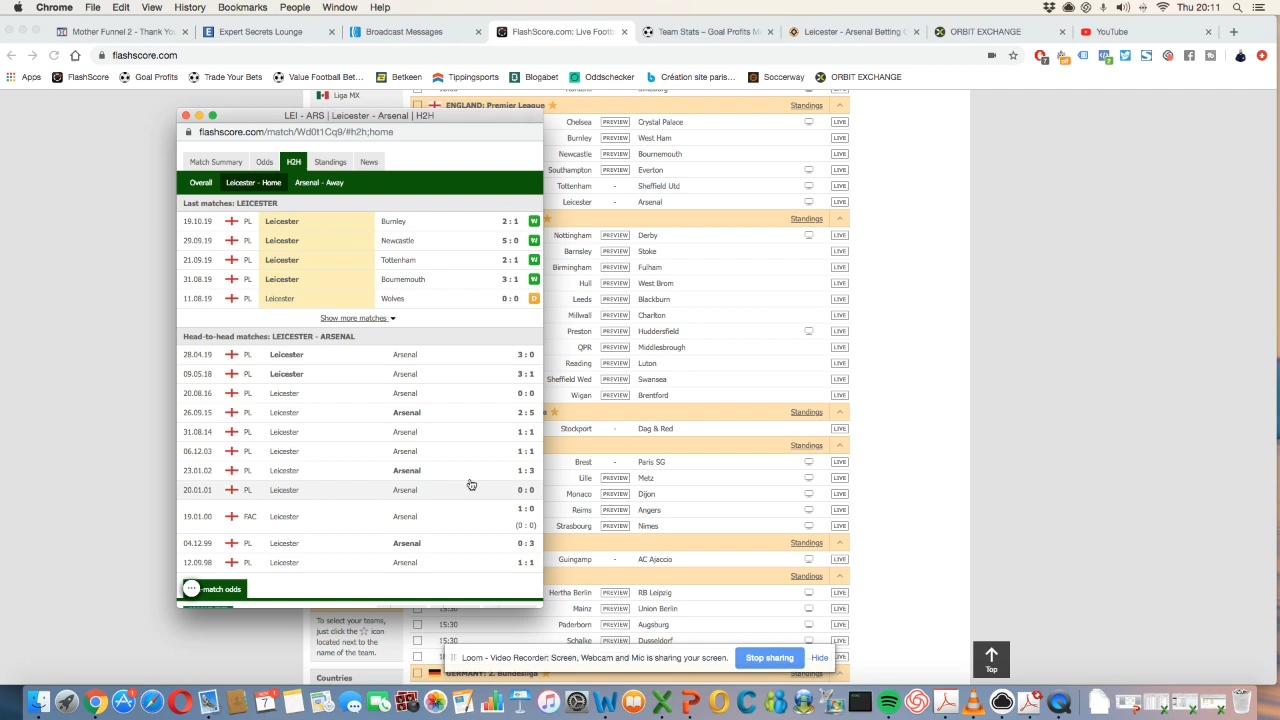 Chrome File Edit View History Bookmarks People Window Help Thu 20:11
Mother Funnel 2 - Thank You Expert Secrets Lounge Broadcast Messages FlashScore.com: Live Footb Team Stats – Goal Profits M Leicester - Arsenal Betting O ORBIT EXCHANGE YouTube
flashscore.com
Apps FlashScore Goal Profits Trade Your Bets Value Football Bet... Betkeen Tippingsports Blogabet Oddschecker Création site pari... Soccerway ORBIT EXCHANGE
Liga MX
ENGLAND: Premier League Standings
LEI - ARS | Leicester - Arsenal | H2H
flashscore.com/match/Wd0t1Cq9/#h2h;home
Match Summary Odds H2H Standings News
Overall Leicester - Home Arsenal - Away
Last matches: LEICESTER
19.10.19 PL Leicester Burnley 2 : 1 W
29.09.19 PL Leicester Newcastle 5 : 0 W
21.09.19 PL Leicester Tottenham 2 : 1 W
31.08.19 PL Leicester Bournemouth 3 : 1 W
11.08.19 PL Leicester Wolves 0 : 0 D
Show more matches
Head-to-head matches: LEICESTER - ARSENAL
28.04.19 PL Leicester Arsenal 3 : 0
09.05.18 PL Leicester Arsenal 3 : 1
20.08.16 PL Leicester Arsenal 0 : 0
26.09.15 PL Leicester Arsenal 2 : 5
31.08.14 PL Leicester Arsenal 1 : 1
06.12.03 PL Leicester Arsenal 1 : 1
23.01.02 PL Leicester Arsenal 1 : 3
20.01.01 PL Leicester Arsenal 0 : 0
19.01.00 FAC Leicester Arsenal 1 : 0
(0 : 0)
04.12.99 PL Leicester Arsenal 0 : 3
12.09.98 PL Leicester Arsenal 1 : 1
-match odds
Chelsea PREVIEW Crystal Palace LIVE
Burnley PREVIEW West Ham LIVE
Newcastle PREVIEW Bournemouth LIVE
Southampton PREVIEW Everton LIVE
Tottenham - Sheffield Utd LIVE
Leicester - Arsenal LIVE
Standings
Nottingham PREVIEW Derby LIVE
Barnsley PREVIEW Stoke LIVE
Birmingham PREVIEW Fulham LIVE
Hull PREVIEW West Brom LIVE
Leeds PREVIEW Blackburn LIVE
Millwall PREVIEW Charlton LIVE
Preston PREVIEW Huddersfield LIVE
QPR PREVIEW Middlesbrough LIVE
Reading PREVIEW Luton LIVE
Sheffield Wed PREVIEW Swansea LIVE
Wigan PREVIEW Brentford LIVE
Standings
Stockport - Dag & Red LIVE
Standings
Brest - Paris SG LIVE
Lille PREVIEW Metz LIVE
Monaco PREVIEW Dijon LIVE
Reims PREVIEW Angers LIVE
Strasbourg PREVIEW Nimes LIVE
Standings
Guingamp - AC Ajaccio LIVE
Standings
Hertha Berlin PREVIEW RB Leipzig LIVE
15:30 Mainz PREVIEW Union Berlin LIVE
15:30 Paderborn PREVIEW Augsburg LIVE
15:30 Schalke PREVIEW Dusseldorf LIVE
LIVE
GERMANY: 2. Bundesliga Standings
To select your teams,
just click the icon
located next to the
name of the team.
Countries
Loom - Video Recorder: Screen, Webcam and Mic is sharing your screen. Stop sharing Hide
Top